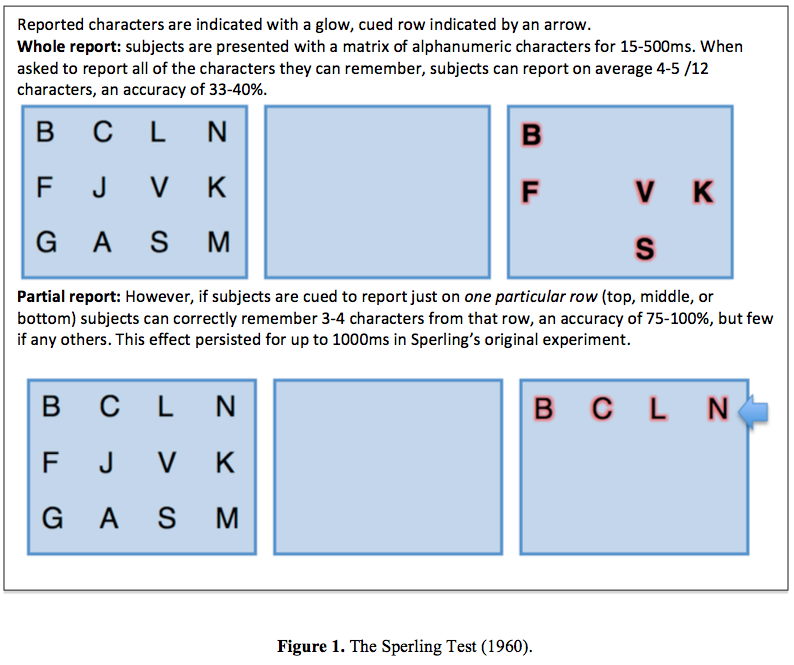 Reported characters are indicated with a glow, cued row indicated by an arrow.
Whole report: subjects are presented with a matrix of alphanumeric characters for 15-500ms. When
asked to report all of the characters they can remember, subjects can report on average 4-5 /12
characters, an accuracy of 33-40%.
B C L N
F J V K
G A S M
B
F V K
S
Partial report: However, if subjects are cued to report just on one particular row (top, middle, or
bottom) subjects can correctly remember 3-4 characters from that row, an accuracy of 75-100%, but few
if any others. This effect persisted for up to 1000ms in Sperling's original experiment.
B C L N
F J V K
G A S M
B C L N
Figure 1. The Sperling Test (1960).